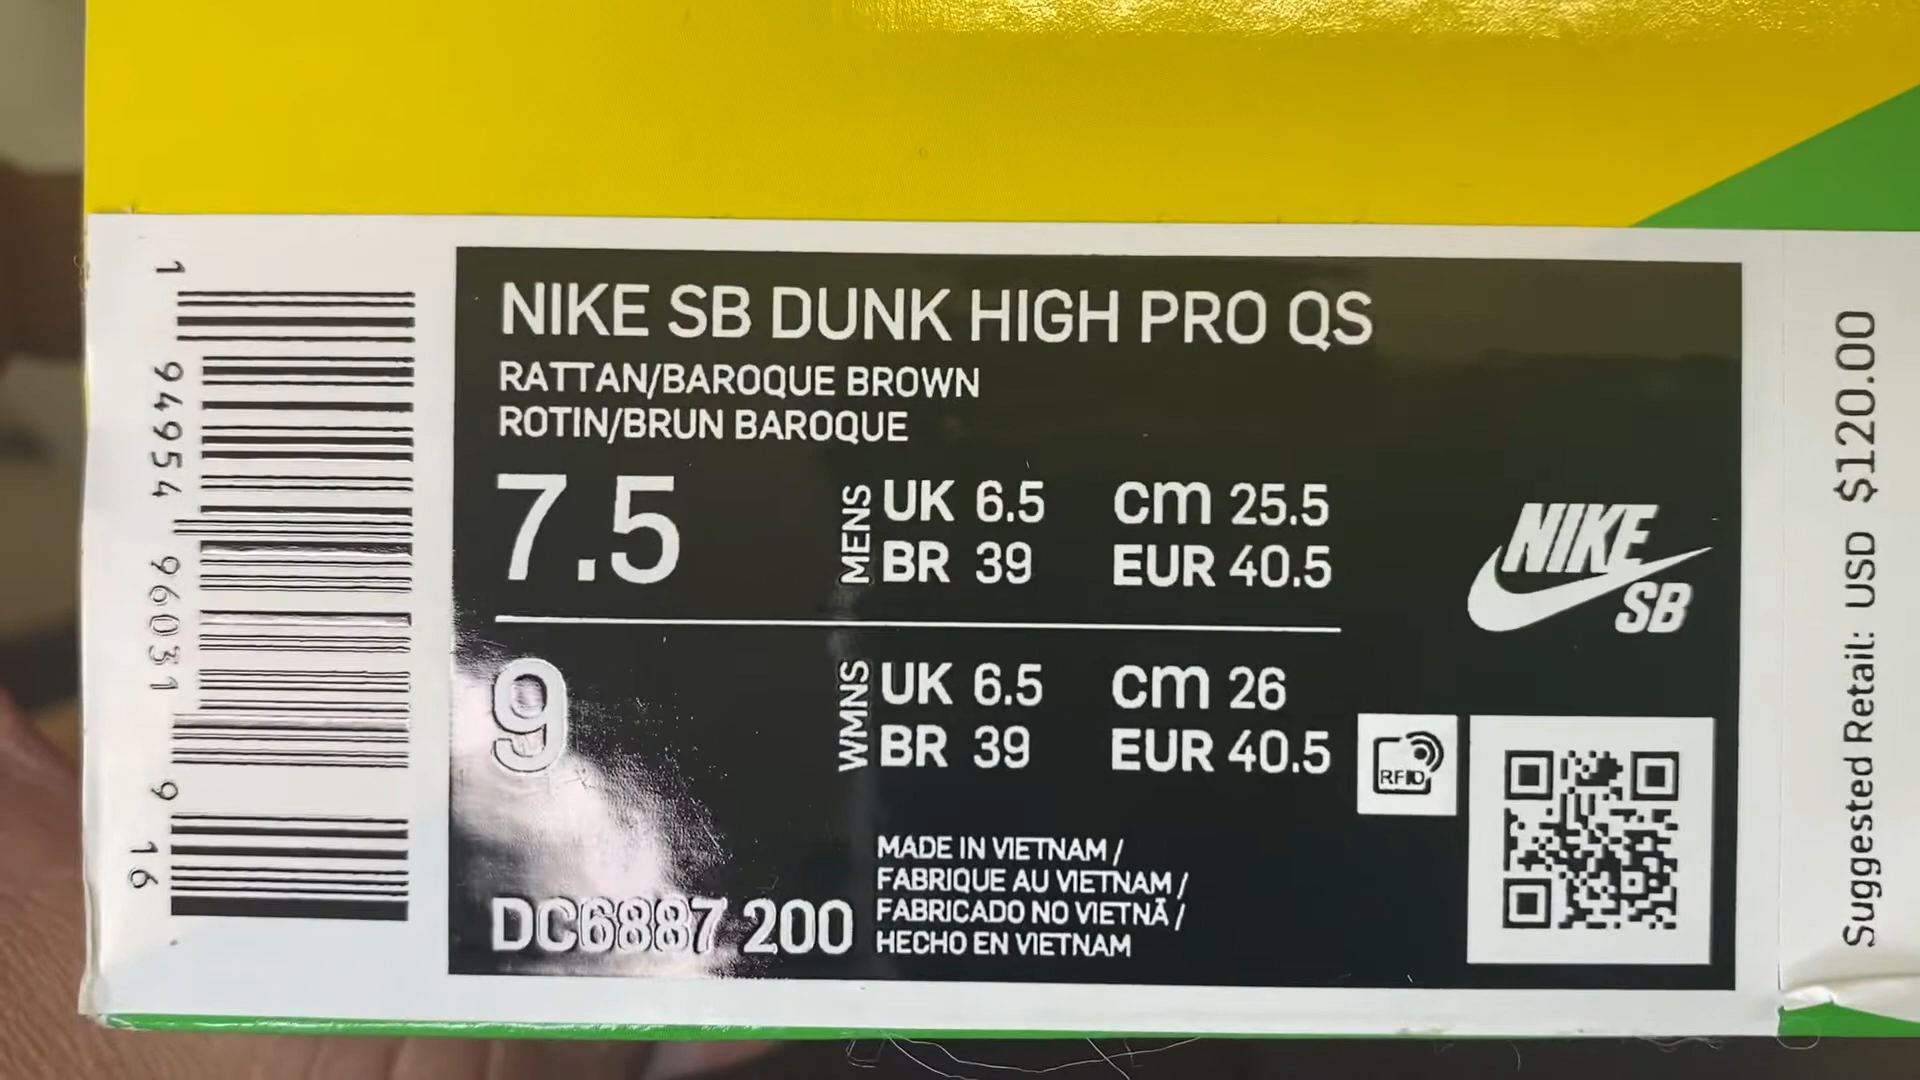 NIKE SB DUNK HIGH PRO QS
RATTAN/BAROQUE BROWN
ROTIN/BRUN BAROQUE
7.5
MENS
UK 6.5 cm 25.5
BR 39 EUR 40.5
9
WMNS
UK 6.5 cm 26
BR 39 EUR 40.5
DC6887 200
MADE IN VIETNAM /
FABRIQUE AU VIETNAM /
FABRICADO NO VIETNÃ /
HECHO EN VIETNAM
NIKE
SB
RFID
Suggested Retail: USD $120.00
1 94954 96031 9 16